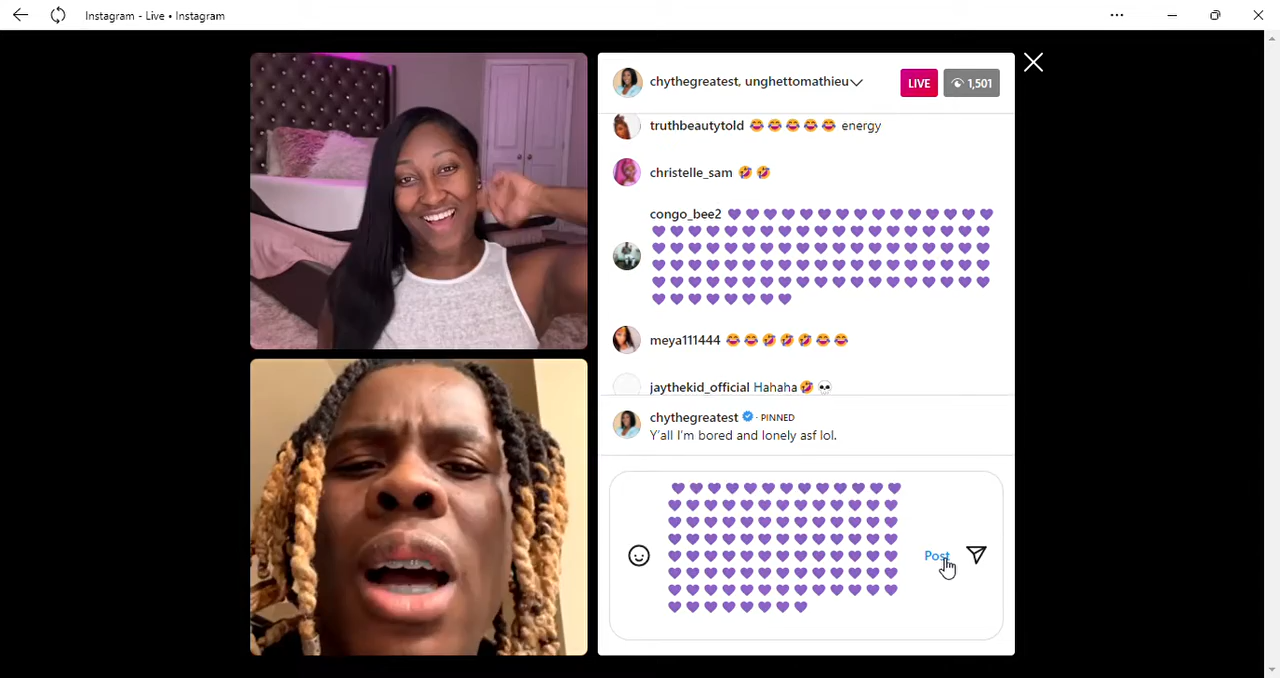 Instagram - Live • Instagram
chythegreatest, unghettomathieu
LIVE
1,501
truthbeautytold 😂😂😂😂😂 energy
christelle_sam 🤣🤣
congo_bee2 💜💜💜💜💜💜💜💜💜💜💜💜💜💜💜
💜💜💜💜💜💜💜💜💜💜💜💜💜💜💜💜💜💜💜
💜💜💜💜💜💜💜💜💜💜💜💜💜💜💜💜💜💜💜
💜💜💜💜💜💜💜💜💜💜💜💜💜💜💜💜💜💜💜
💜💜💜💜💜💜💜💜💜💜💜💜💜💜💜💜💜💜💜
💜💜💜💜💜💜💜💜
meya111444 😂😂🤣🤣🤣😂😂
jaythekid_official Hahaha🤣💀
chythegreatest · PINNED
Y'all I'm bored and lonely asf lol.
💜💜💜💜💜💜💜💜💜💜💜💜💜
💜💜💜💜💜💜💜💜💜💜💜💜💜
💜💜💜💜💜💜💜💜💜💜💜💜💜
💜💜💜💜💜💜💜💜💜💜💜💜💜
💜💜💜💜💜💜💜💜💜💜💜💜💜
💜💜💜💜💜💜💜💜💜💜💜💜💜
💜💜💜💜💜💜💜💜💜💜💜💜💜
💜💜💜💜💜💜💜💜
Post